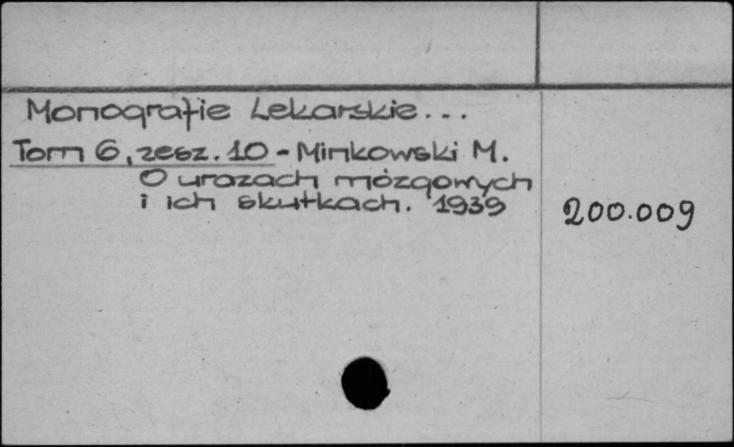 Monografie Lekarskie...
Tom 6, zesz. 10 - Minkowski M.
O urazach mózgowych
i ich skutkach. 1939
200.009